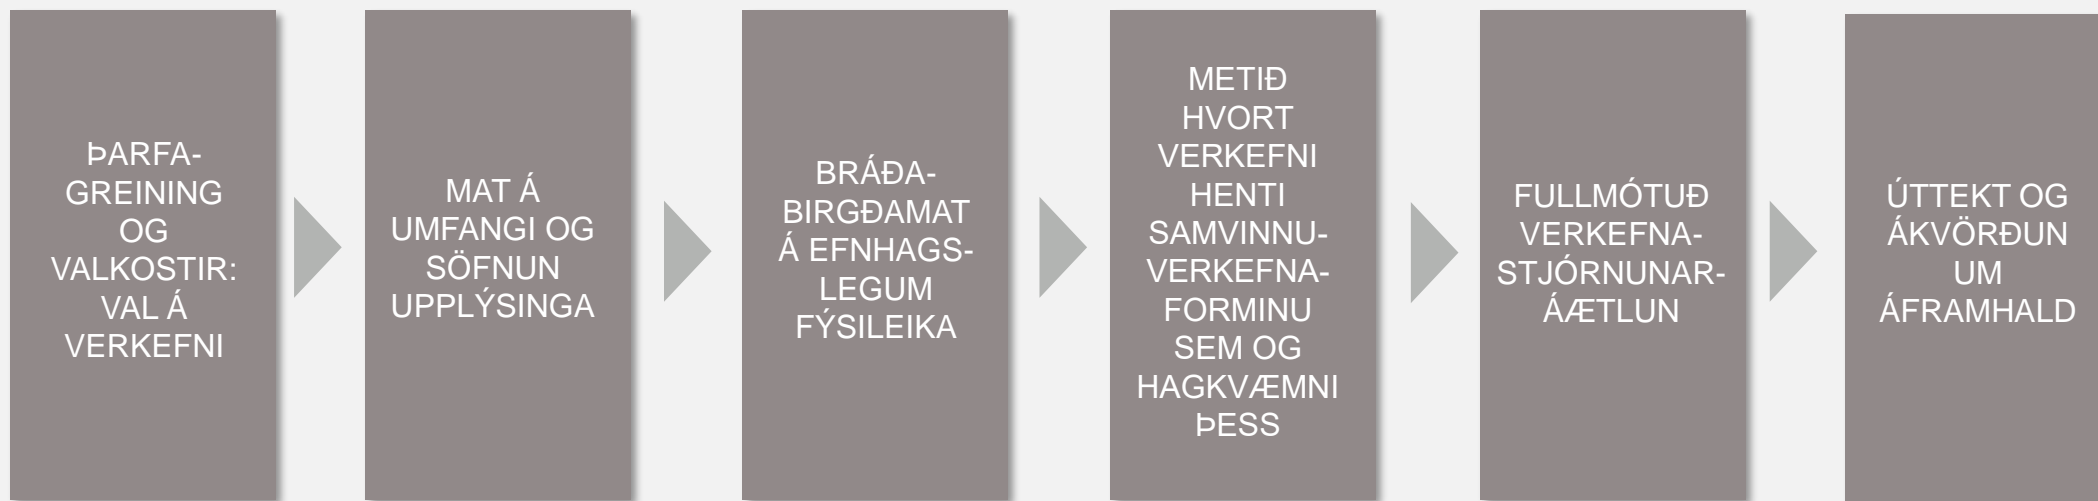 ÞARFA-
GREINING
OG
VALKOSTIR:
VAL Á
VERKEFNI
MAT Á
UMFANGI OG
SÖFNUN
UPPLÝSINGA
BRÁÐA-
BIRGÐAMAT
Á EFNHAGS-
LEGUM
FÝSILEIKA
METIÐ
HVORT
VERKEFNI
HENTI
SAMVINNU-
VERKEFNA-
FORMINU
SEM OG
HAGKVÆMNI
ÞESS
FULLMÓTUÐ
VERKEFNA-
STJÓRNUNAR-
ÁÆTLUN
ÚTTEKT OG
ÁKVÖRÐUN
UM
ÁFRAMHALD